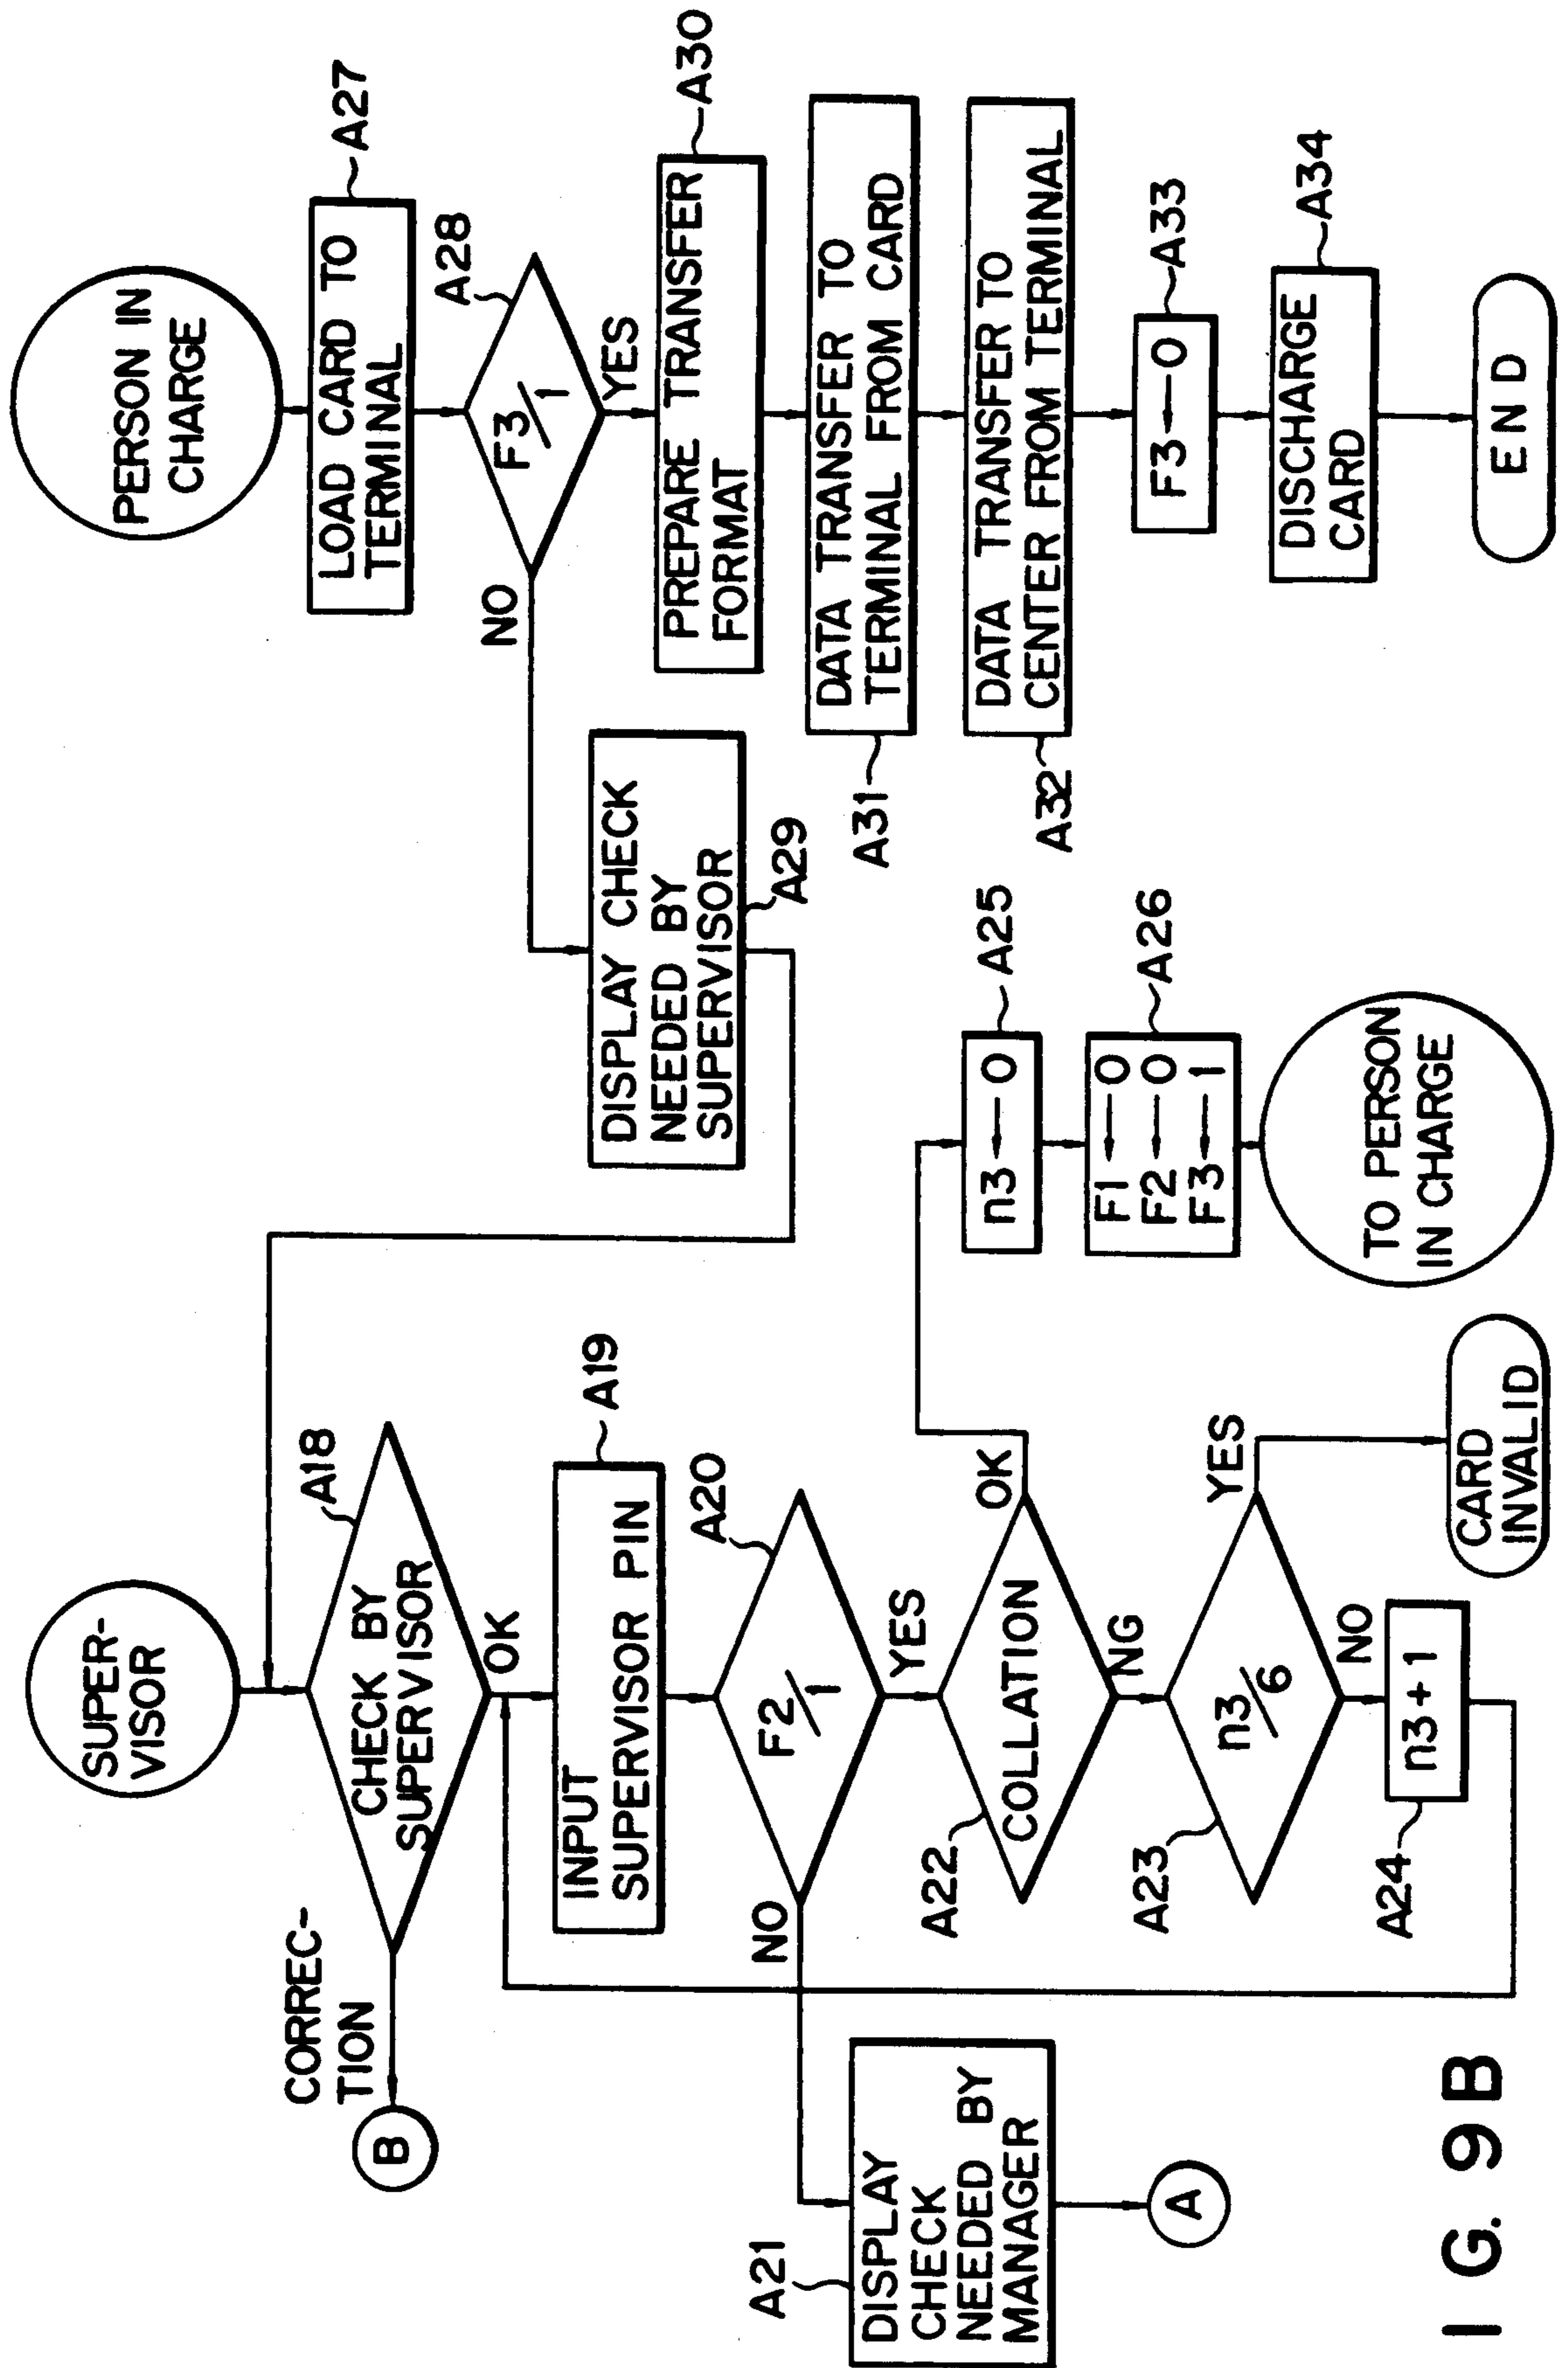 SUPER-
VISOR
CORREC-
TION
B
CHECK BY
SUPERVISOR
A18
OK
INPUT
SUPERVISOR PIN
A19
F2/1
A20
NO
YES
A21
DISPLAY
CHECK
NEEDED BY
MANAGER
A
COLLATION
A22
OK
NG
n3/6
A23
YES
NO
CARD
INVALID
n3+1
A24
n3←0
A25
F1←0
F2←0
F3←1
A26
TO PERSON
IN CHARGE
PERSON IN
CHARGE
LOAD CARD TO
TERMINAL
A27
F3/1
A28
NO
YES
DISPLAY CHECK
NEEDED BY
SUPERVISOR
A29
PREPARE TRANSFER
FORMAT
A30
DATA TRANSFER TO
TERMINAL FROM CARD
A31
DATA TRANSFER TO
CENTER FROM TERMINAL
A32
F3←0
A33
DISCHARGE
CARD
A34
END
I G. 9 B